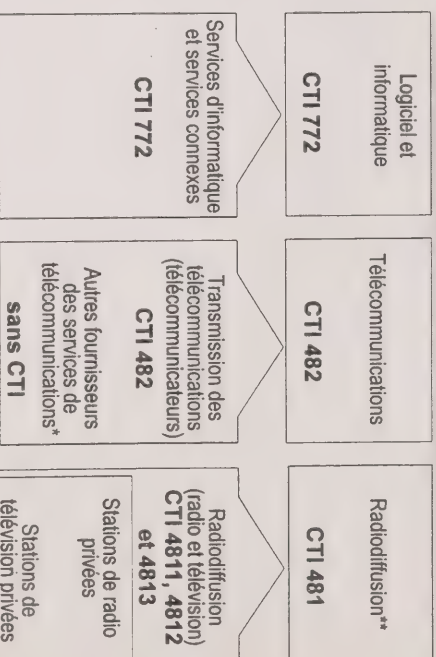 Logiciel et
informatique
CTI 772
Services d'informatique
et services connexes
CTI 772
Télécommunications
CTI 482
Transmission des
télécommunications
(télécommunicateurs)
CTI 482
Autres fournisseurs
des services de
télécommunications*
sans CTI
Radiodiffusion**
CTI 481
Radiodiffusion
(radio et télévision)
CTI 4811, 4812
et 4813
Stations de radio
privées
Stations de
télévision privées